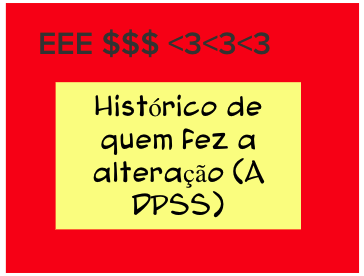 EEE $$$ <3<3<3
Histórico de
quem fez a
alteração (A
DPSS)